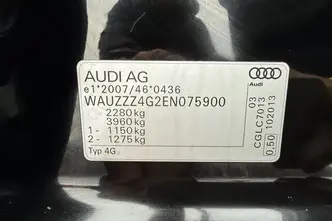 AUDI AG
e1*2007/46*0436
WAUZZZ4G2EN075900
2280 kg
3960 kg
1- 1150 kg
2- 1275 kg
Typ 4G
Audi
03
CGLC7013
0.50 102013